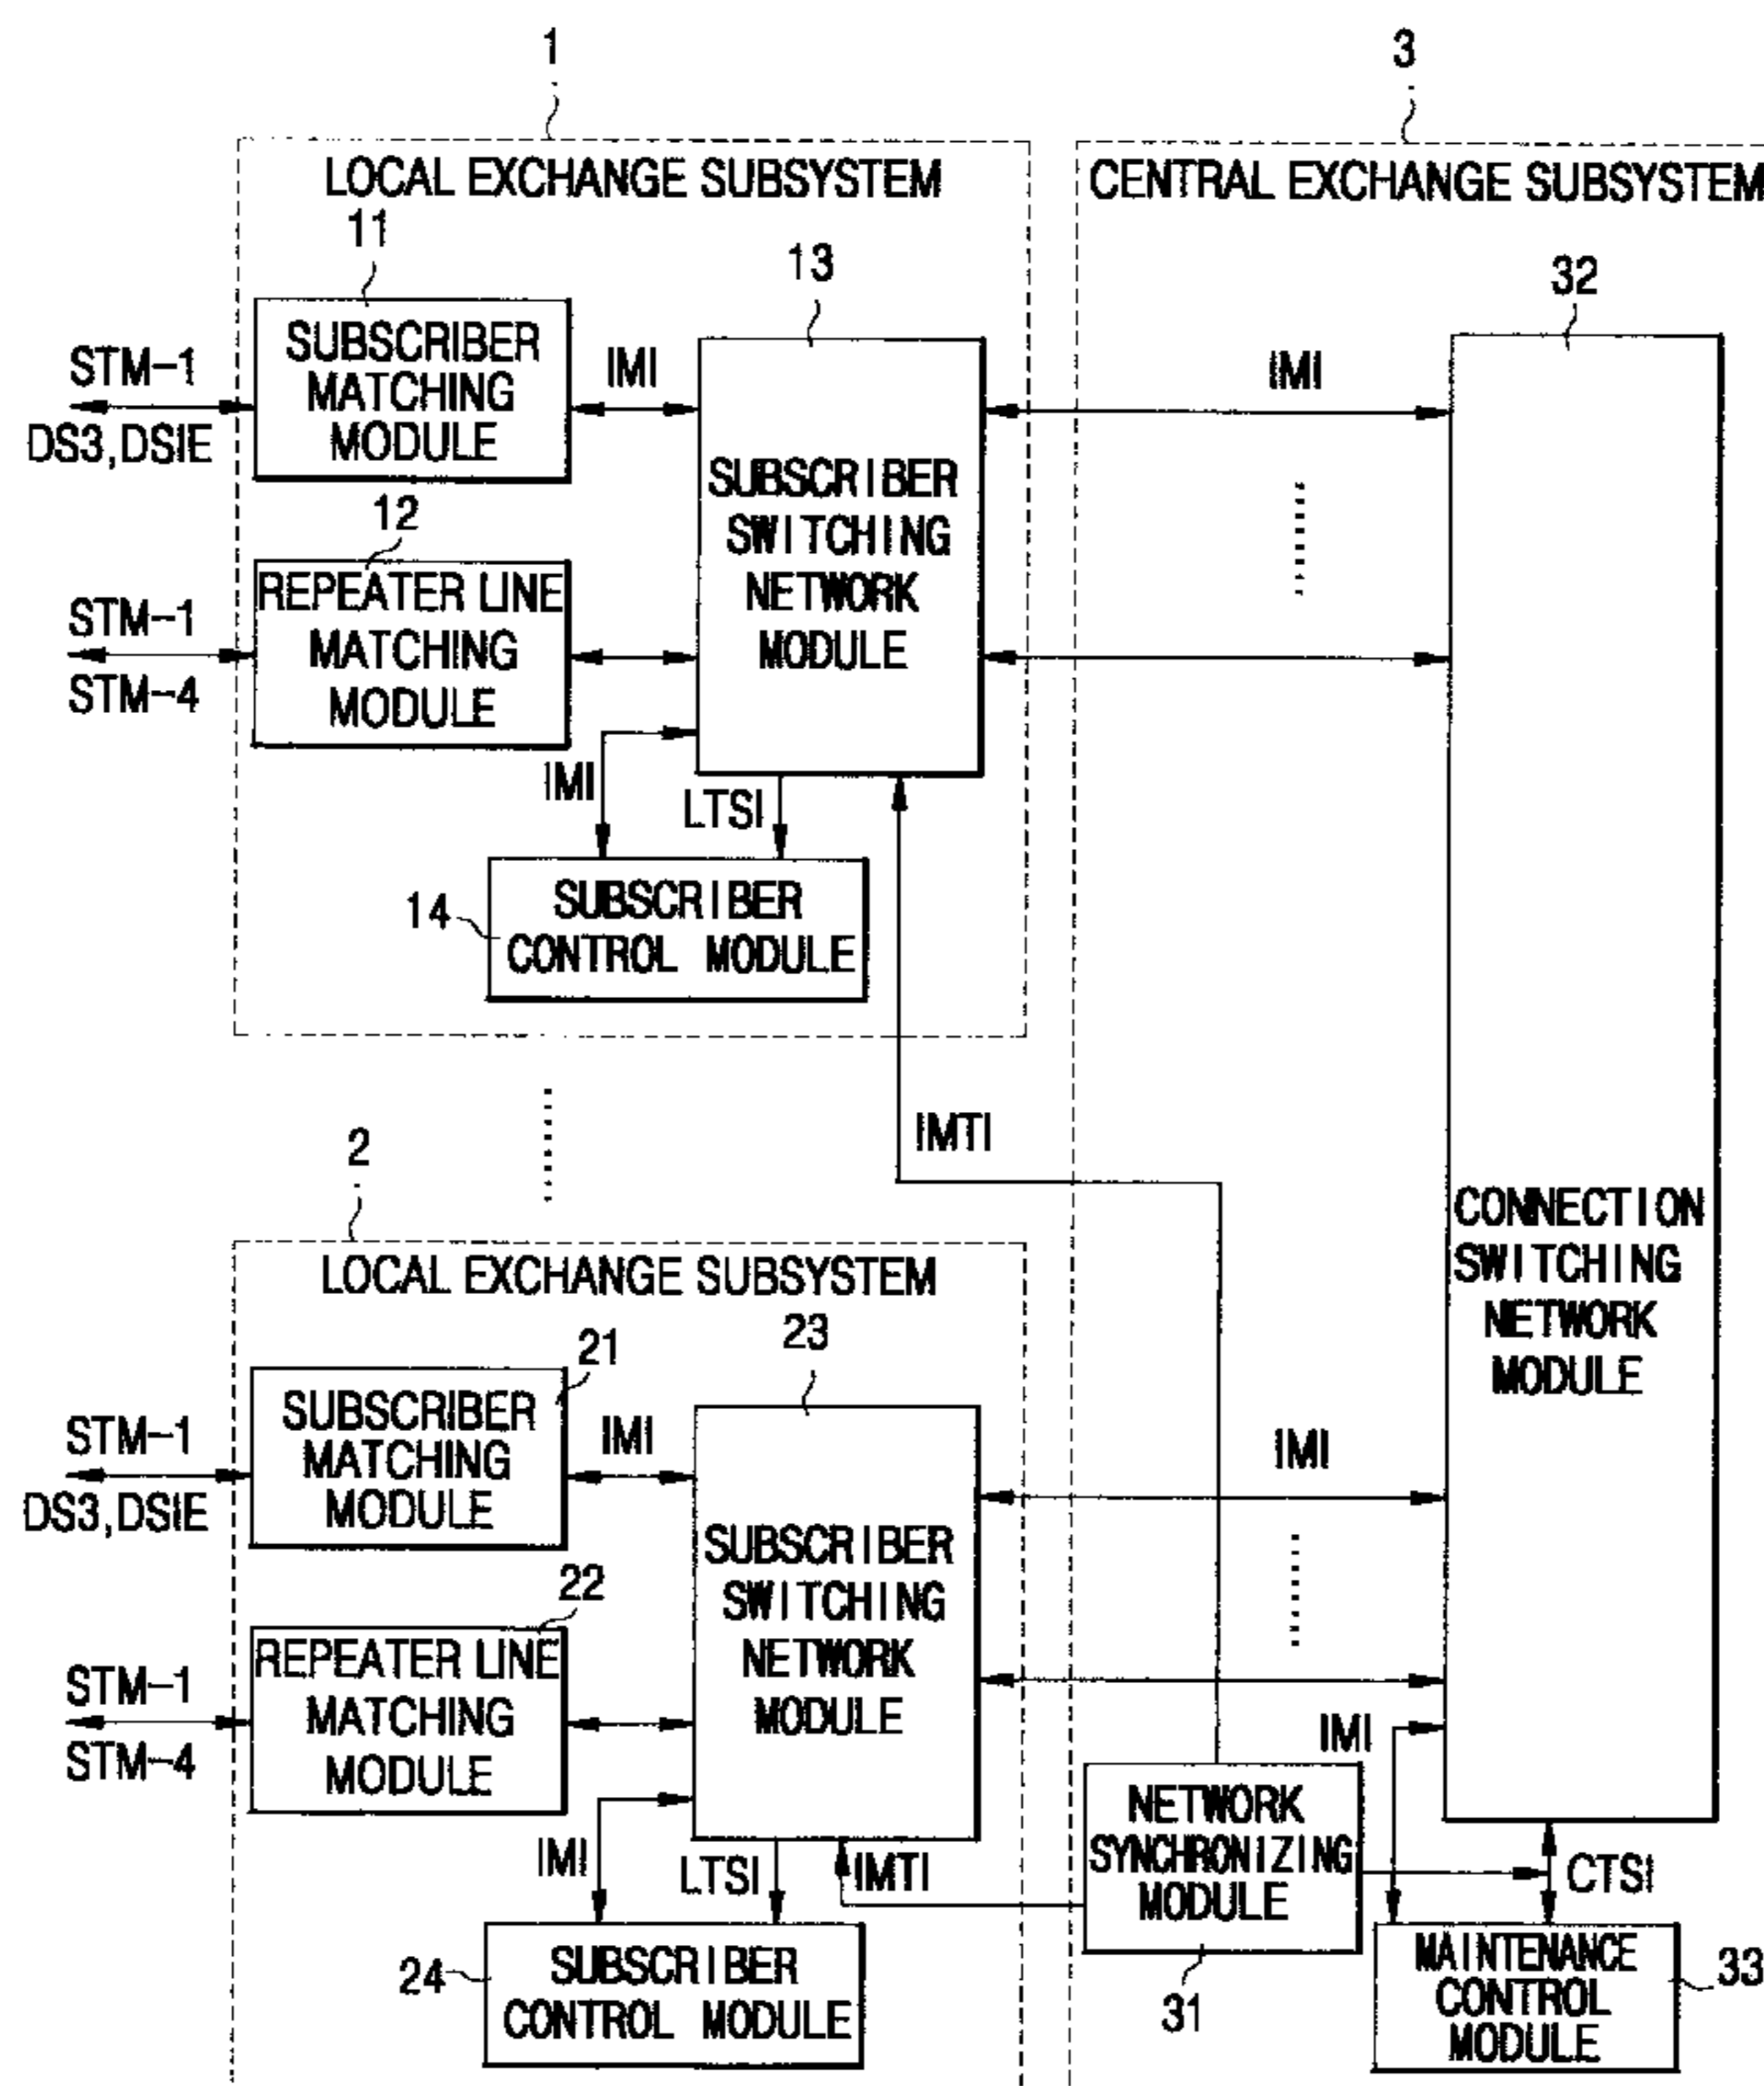 1
3
LOCAL EXCHANGE SUBSYSTEM
CENTRAL EXCHANGE SUBSYSTEM
11
13
32
SUBSCRIBER
MATCHING
MODULE
STM-1
DS3,DSIE
IMI
IMI
SUBSCRIBER
SWITCHING
NETWORK
MODULE
12
REPEATER LINE
MATCHING
MODULE
STM-1
STM-4
IMI
LTSI
14
SUBSCRIBER
CONTROL MODULE
IMTI
CONNECTION
SWITCHING
NETWORK
MODULE
2
LOCAL EXCHANGE SUBSYSTEM
21
23
SUBSCRIBER
MATCHING
MODULE
STM-1
DS3,DSIE
IMI
IMI
SUBSCRIBER
SWITCHING
NETWORK
MODULE
22
REPEATER LINE
MATCHING
MODULE
STM-1
STM-4
IMI
LTSI
IMTI
IMI
NETWORK
SYNCHRONIZING
MODULE
31
CTSI
24
SUBSCRIBER
CONTROL MODULE
MAINTENANCE
CONTROL
MODULE
33